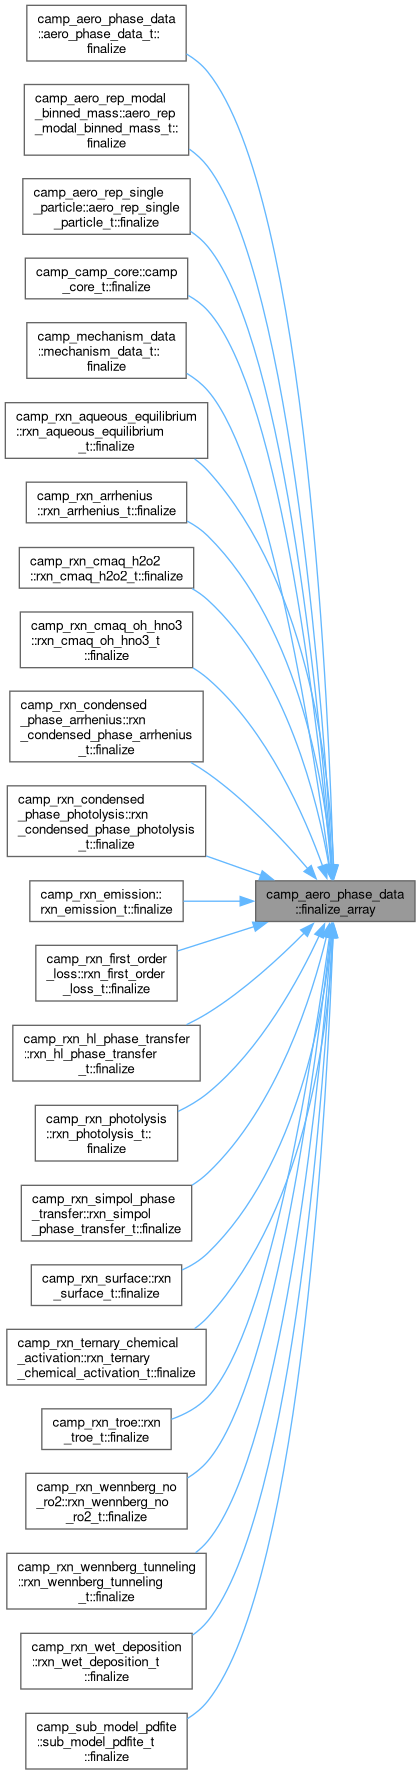 camp_aero_phase_data
::aero_phase_data_t::
finalize
camp_aero_rep_modal
_binned_mass::aero_rep
_modal_binned_mass_t::
finalize
camp_aero_rep_single
_particle::aero_rep_single
_particle_t::finalize
camp_camp_core::camp
_core_t::finalize
camp_mechanism_data
::mechanism_data_t::
finalize
camp_rxn_aqueous_equilibrium
::rxn_aqueous_equilibrium
_t::finalize
camp_rxn_arrhenius
::rxn_arrhenius_t::finalize
camp_rxn_cmaq_h2o2
::rxn_cmaq_h2o2_t::finalize
camp_rxn_cmaq_oh_hno3
::rxn_cmaq_oh_hno3_t
::finalize
camp_rxn_condensed
_phase_arrhenius::rxn
_condensed_phase_arrhenius
_t::finalize
camp_rxn_condensed
_phase_photolysis::rxn
_condensed_phase_photolysis
_t::finalize
camp_rxn_emission::
rxn_emission_t::finalize
camp_aero_phase_data
::finalize_array
camp_rxn_first_order
_loss::rxn_first_order
_loss_t::finalize
camp_rxn_hl_phase_transfer
::rxn_hl_phase_transfer
_t::finalize
camp_rxn_photolysis
::rxn_photolysis_t::
finalize
camp_rxn_simpol_phase
_transfer::rxn_simpol
_phase_transfer_t::finalize
camp_rxn_surface::rxn
_surface_t::finalize
camp_rxn_ternary_chemical
_activation::rxn_ternary
_chemical_activation_t::finalize
camp_rxn_troe::rxn
_troe_t::finalize
camp_rxn_wennberg_no
_ro2::rxn_wennberg_no
_ro2_t::finalize
camp_rxn_wennberg_tunneling
::rxn_wennberg_tunneling
_t::finalize
camp_rxn_wet_deposition
::rxn_wet_deposition_t
::finalize
camp_sub_model_pdfite
::sub_model_pdfite_t
::finalize